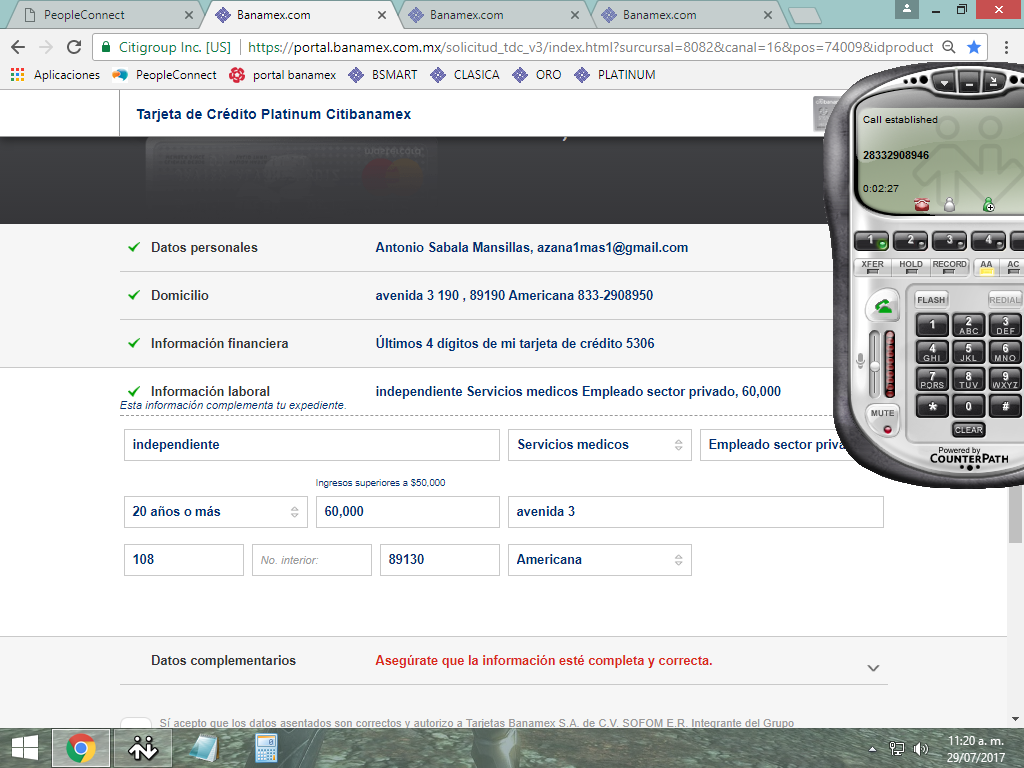 PeopleConnect
Banamex.com
Banamex.com
Banamex.com
Citigroup Inc. [US]
https://portal.banamex.com.mx/solicitud_tdc_v3/index.html?sursursal=8082&canal=16&pos=74009&idproduct
Aplicaciones
PeopleConnect
portal banamex
BSMART
CLASICA
ORO
PLATINUM
Tarjeta de Crédito Platinum Citibanamex
Datos personales
Antonio Sabala Mansillas, azana1mas1@gmail.com
Domicilio
avenida 3 190 , 89190 Americana 833-2908950
Información financiera
Últimos 4 dígitos de mi tarjeta de crédito 5306
Información laboral
independiente Servicios medicos Empleado sector privado, 60,000
Esta información complementa tu expediente.
independiente
Servicios medicos
Empleado sector priva
Ingresos superiores a $50,000
20 años o más
60,000
avenida 3
108
No. interior:
89130
Americana
Datos complementarios
Asegúrate que la información esté completa y correcta.
Sí acepto que los datos asentados son correctos y autorizo a Tarjetas Banamex S.A. de C.V. SOFOM E.R. Integrante del Grupo
Call established
28332908946
0:02:27
1 2 3 4
XFER HOLD RECORD AA AC
FLASH
REDIAL
1
2 ABC
3 DEF
4 GHI
5 JKL
6 MNO
7 PQRS
8 TUV
9 WXYZ
*
0
#
MUTE
CLEAR
Powered by
COUNTERPATH
11:20 a. m.
29/07/2017